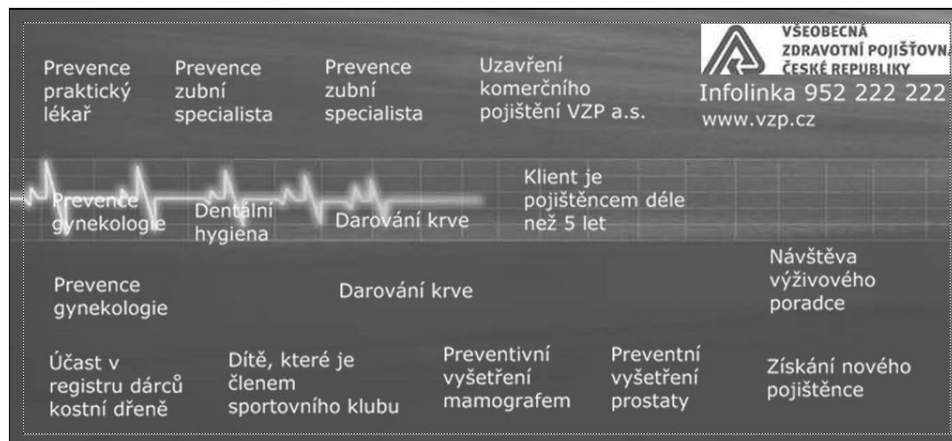 VŠEOBECNÁ
ZDRAVOTNÍ POJIŠŤOVN
ČESKÉ REPUBLIKY
Infolinka 952 222 222
www.vzp.cz
Prevence
praktický
lékař
Prevence
zubní
specialista
Prevence
zubní
specialista
Uzavření
komerčního
pojištění VZP a.s.
Prevence
gynekologie
Dentální
hygiena
Darování krve
Klient je
pojištěncem déle
než 5 let
Prevence
gynekologie
Darování krve
Návštěva
výživového
poradce
Účast v
registru dárců
kostní dřeně
Dítě, které je
členem
sportovního klubu
Preventivní
vyšetření
mamografem
Preventní
vyšetření
prostaty
Získání nového
pojištěnce